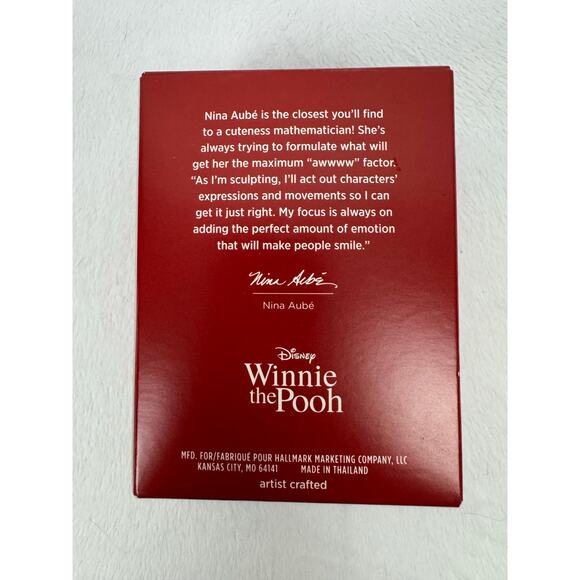 Nina Aubé is the closest you'll find
to a cuteness mathematician! She's
always trying to formulate what will
get her the maximum "awwww" factor.
"As I'm sculpting, I'll act out characters'
expressions and movements so I can
get it just right. My focus is always on
adding the perfect amount of emotion
that will make people smile."
Nina Aubé
Nina Aubé
Disney
Winnie
the Pooh
MFD. FOR/FABRIQUÉ POUR HALLMARK MARKETING COMPANY, LLC
KANSAS CITY, MO 64141 MADE IN THAILAND
artist crafted